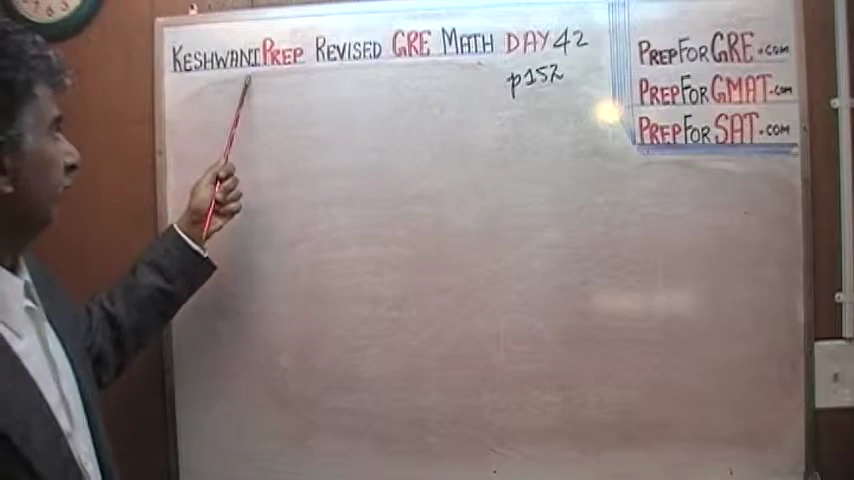 KESHWANIPREP REVISED GRE MATH DAY 42
p152
PREPFORGRE.com
PREPFORGMAT.com
PREPFORSAT.com